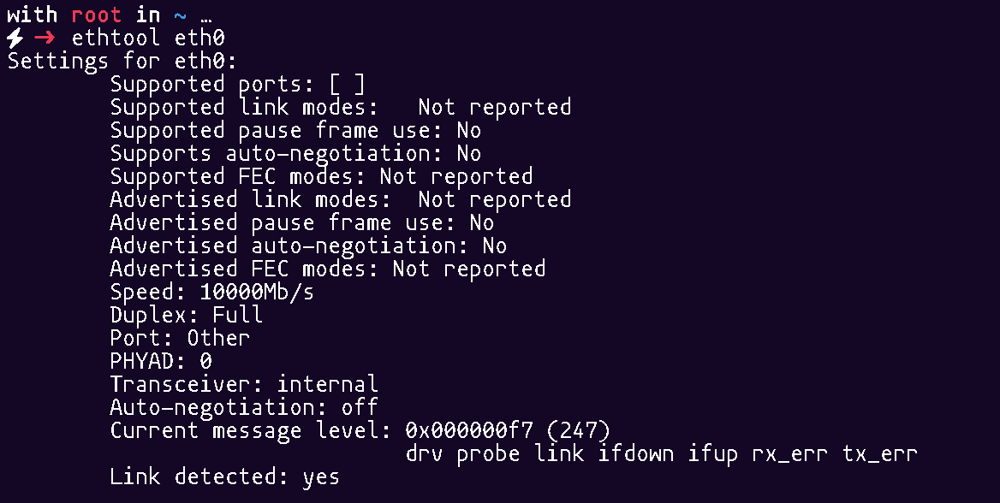 with root in ~ …
⚡ → ethtool eth0
Settings for eth0:
Supported ports: [ ]
Supported link modes:   Not reported
Supported pause frame use: No
Supports auto-negotiation: No
Supported FEC modes: Not reported
Advertised link modes:  Not reported
Advertised pause frame use: No
Advertised auto-negotiation: No
Advertised FEC modes: Not reported
Speed: 10000Mb/s
Duplex: Full
Port: Other
PHYAD: 0
Transceiver: internal
Auto-negotiation: off
Current message level: 0x000000f7 (247)
drv probe link ifdown ifup rx_err tx_err
Link detected: yes